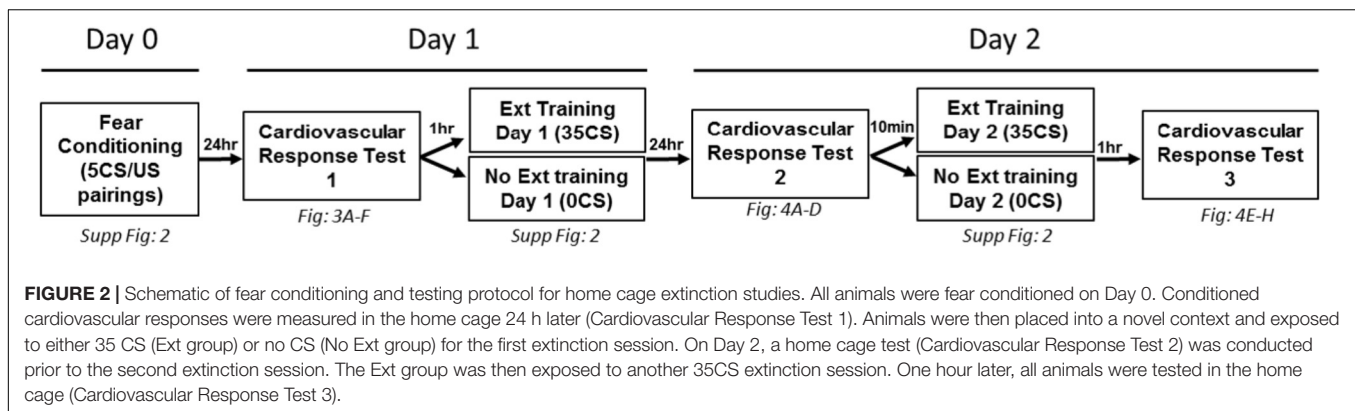 Day 0
Day 1
Day 2
Fear
Conditioning
(5CS/US
pairings)
Supp Fig: 2
24hr
Cardiovascular
Response Test
1
Fig: 3A-F
1hr
Ext Training
Day 1 (35CS)
No Ext training
Day 1 (0CS)
Supp Fig: 2
24hr
Cardiovascular
Response Test
2
Fig: 4A-D
10min
Ext Training
Day 2 (35CS)
No Ext training
Day 2 (0CS)
Supp Fig: 2
1hr
Cardiovascular
Response Test
3
Fig: 4E-H
FIGURE 2 | Schematic of fear conditioning and testing protocol for home cage extinction studies. All animals were fear conditioned on Day 0. Conditioned
cardiovascular responses were measured in the home cage 24 h later (Cardiovascular Response Test 1). Animals were then placed into a novel context and exposed
to either 35 CS (Ext group) or no CS (No Ext group) for the first extinction session. On Day 2, a home cage test (Cardiovascular Response Test 2) was conducted
prior to the second extinction session. The Ext group was then exposed to another 35CS extinction session. One hour later, all animals were tested in the home
cage (Cardiovascular Response Test 3).